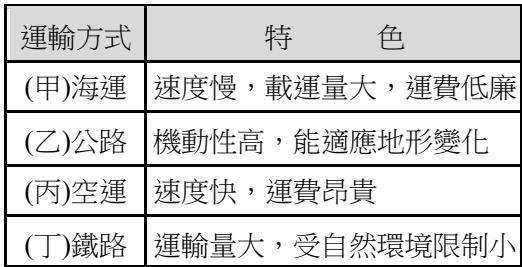 運輸方式 特 色
(甲)海運 速度慢，載運量大，運費低廉
(乙)公路 機動性高，能適應地形變化
(丙)空運 速度快，運費昂貴
(丁)鐵路 運輸量大，受自然環境限制小